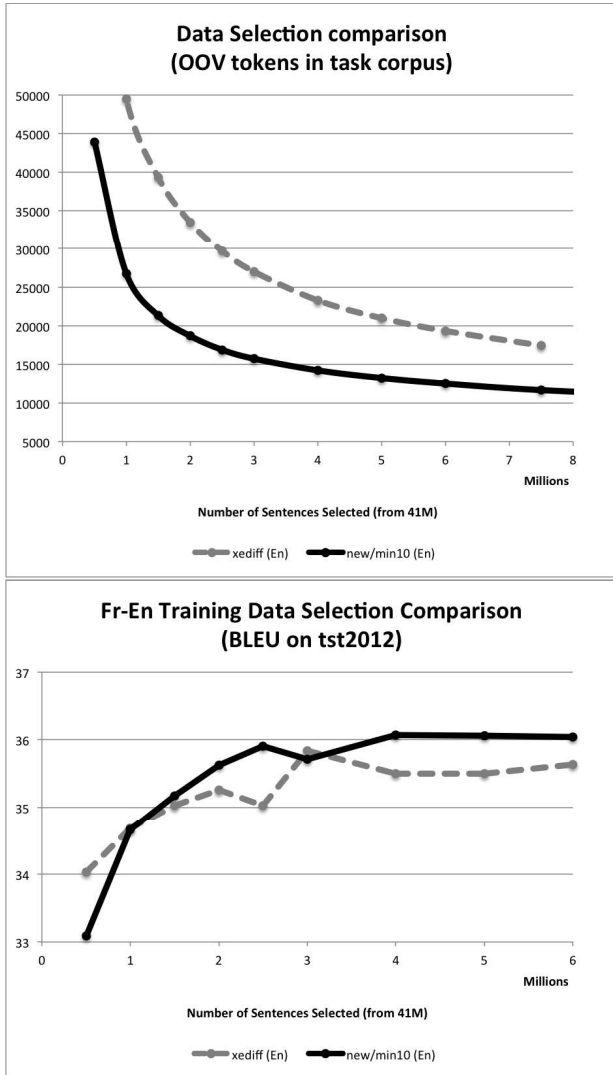 Data Selection comparison
(OOV tokens in task corpus)
50000
45000
40000
35000
30000
25000
20000
15000
10000
5000
0 1 2 3 4 5 6 7 8
Millions
Number of Sentences Selected (from 41M)
xediff (En) new/min10 (En)
Fr-En Training Data Selection Comparison
(BLEU on tst2012)
37
36
35
34
33
0 1 2 3 4 5 6
Millions
Number of Sentences Selected (from 41M)
xediff (En) new/min10 (En)